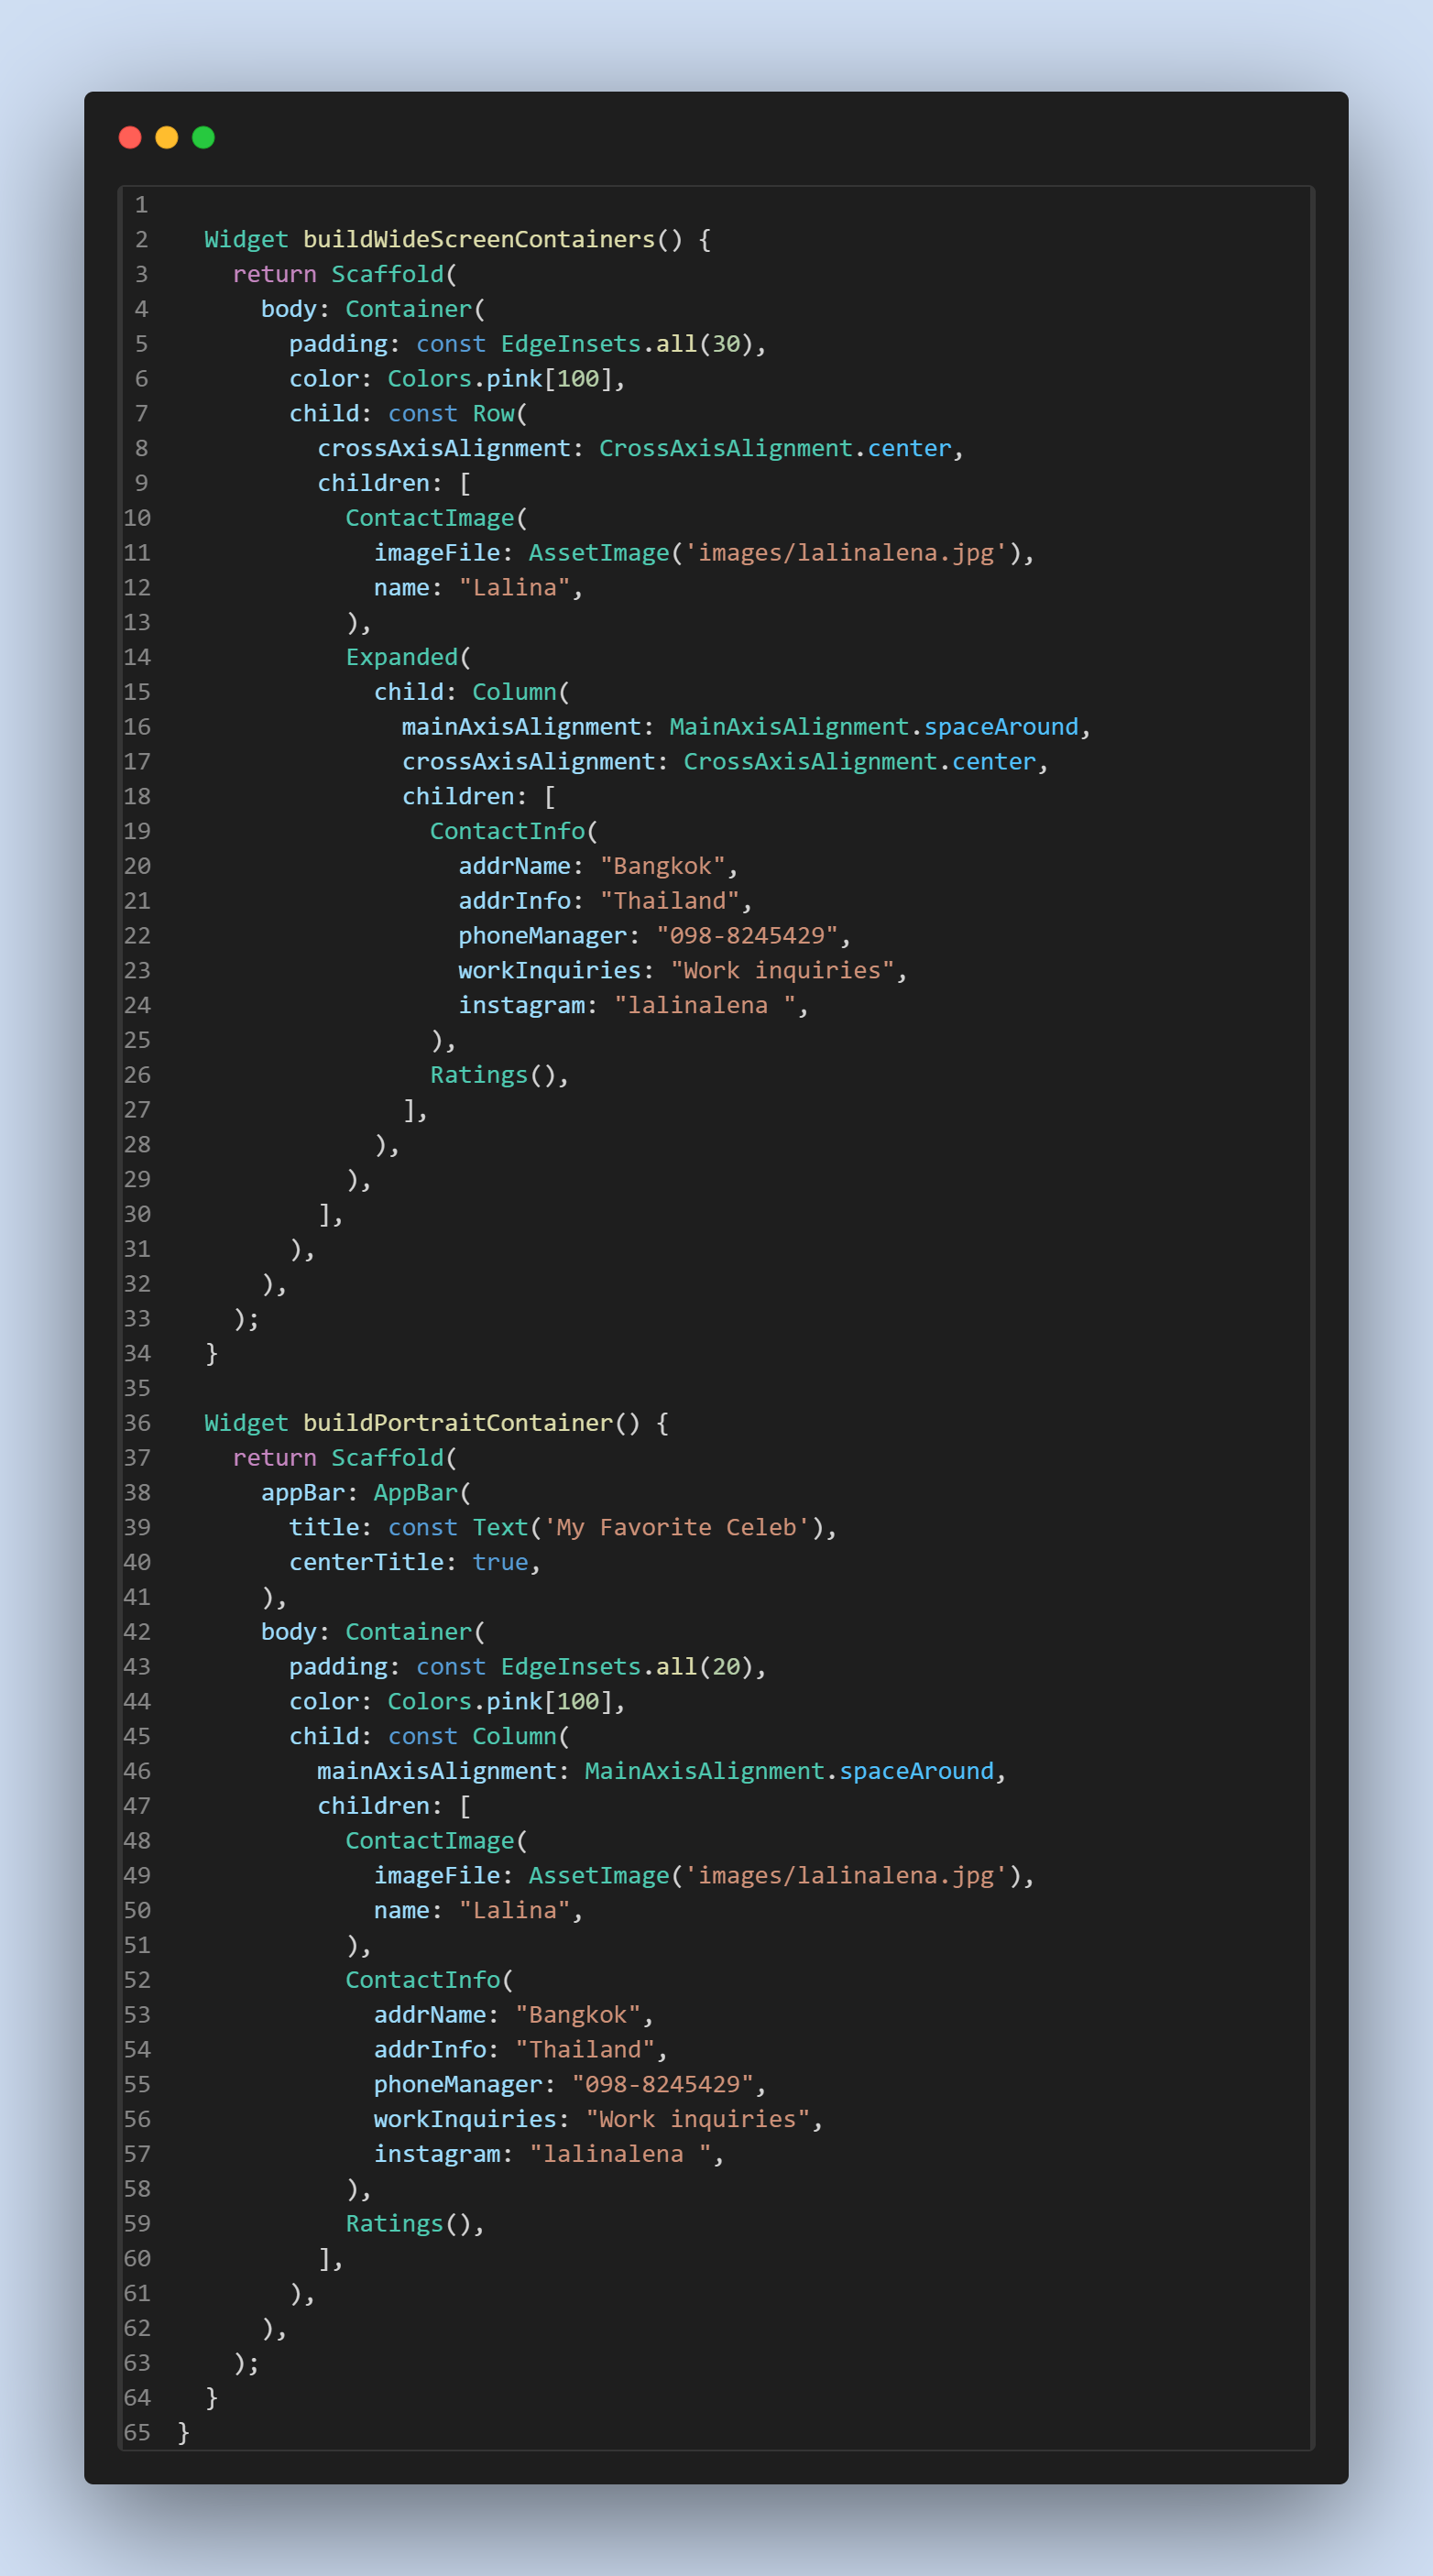 1
2    Widget buildWideScreenContainers() {
3      return Scaffold(
4        body: Container(
5          padding: const EdgeInsets.all(30),
6          color: Colors.pink[100],
7          child: const Row(
8            crossAxisAlignment: CrossAxisAlignment.center,
9            children: [
10              ContactImage(
11                imageFile: AssetImage('images/lalinalena.jpg'),
12                name: "Lalina",
13              ),
14              Expanded(
15                child: Column(
16                  mainAxisAlignment: MainAxisAlignment.spaceAround,
17                  crossAxisAlignment: CrossAxisAlignment.center,
18                  children: [
19                    ContactInfo(
20                      addrName: "Bangkok",
21                      addrInfo: "Thailand",
22                      phoneManager: "098-8245429",
23                      workInquiries: "Work inquiries",
24                      instagram: "lalinalena ",
25                    ),
26                    Ratings(),
27                  ],
28                ),
29              ),
30            ],
31          ),
32        ),
33      );
34    }
35
36    Widget buildPortraitContainer() {
37      return Scaffold(
38        appBar: AppBar(
39          title: const Text('My Favorite Celeb'),
40          centerTitle: true,
41        ),
42        body: Container(
43          padding: const EdgeInsets.all(20),
44          color: Colors.pink[100],
45          child: const Column(
46            mainAxisAlignment: MainAxisAlignment.spaceAround,
47            children: [
48              ContactImage(
49                imageFile: AssetImage('images/lalinalena.jpg'),
50                name: "Lalina",
51              ),
52              ContactInfo(
53                addrName: "Bangkok",
54                addrInfo: "Thailand",
55                phoneManager: "098-8245429",
56                workInquiries: "Work inquiries",
57                instagram: "lalinalena ",
58              ),
59              Ratings(),
60            ],
61          ),
62        ),
63      );
64    }
65  }